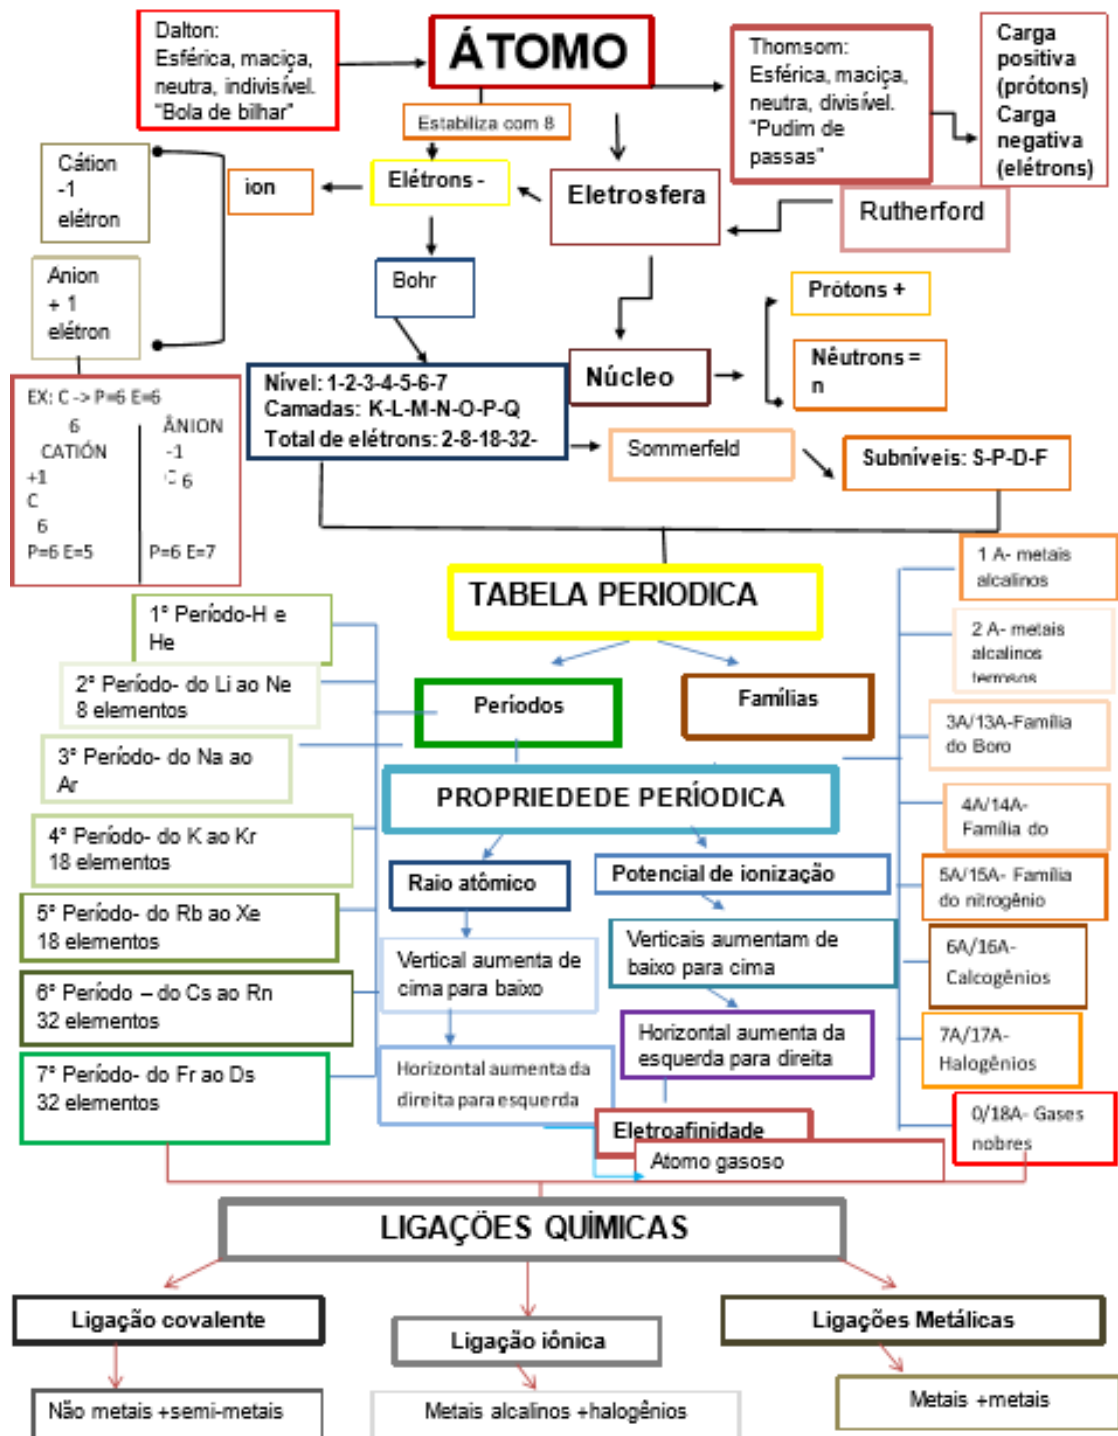 Dalton:
Esférica, maciça,
neutra, indivisível.
"Bola de bilhar"
ÁTOMO
Thomsom:
Esférica, maciça,
neutra, divisível.
"Pudim de
passas"
Carga
positiva
(prótons)
Carga
negativa
(elétrons)
Estabiliza com 8
Cátion
-1
elétron
ion
Elétrons -
Eletrosfera
Rutherford
Anion
+ 1
elétron
Bohr
Prótons +
Nêutrons =
n
Núcleo
Nível: 1-2-3-4-5-6-7
Camadas: K-L-M-N-O-P-Q
Total de elétrons: 2-8-18-32-
Sommerfeld
Subníveis: S-P-D-F
EX: C -> P=6 E=6
6
CATIÓN
+1
C
6
P=6 E=5
ÂNION
-1
C 6
P=6 E=7
TABELA PERIODICA
Períodos
Famílias
1° Período-H e
He
2° Período- do Li ao Ne
8 elementos
3° Período- do Na ao
Ar
4° Período- do K ao Kr
18 elementos
5° Período- do Rb ao Xe
18 elementos
6° Período – do Cs ao Rn
32 elementos
7° Período- do Fr ao Ds
32 elementos
1 A- metais
alcalinos
2 A- metais
alcalinos
terrosos
3A/13A-Família
do Boro
4A/14A-
Família do
5A/15A- Família
do nitrogênio
6A/16A-
Calcogênios
7A/17A-
Halogênios
0/18A- Gases
nobres
PROPRIEDEDE PERÍODICA
Raio atômico
Vertical aumenta de
cima para baixo
Horizontal aumenta da
direita para esquerda
Potencial de ionização
Verticais aumentam de
baixo para cima
Horizontal aumenta da
esquerda para direita
Eletroafinidade
Atomo gasoso
LIGAÇÕES QUÍMICAS
Ligação covalente
Ligação iônica
Ligações Metálicas
Não metais +semi-metais
Metais alcalinos +halogênios
Metais +metais